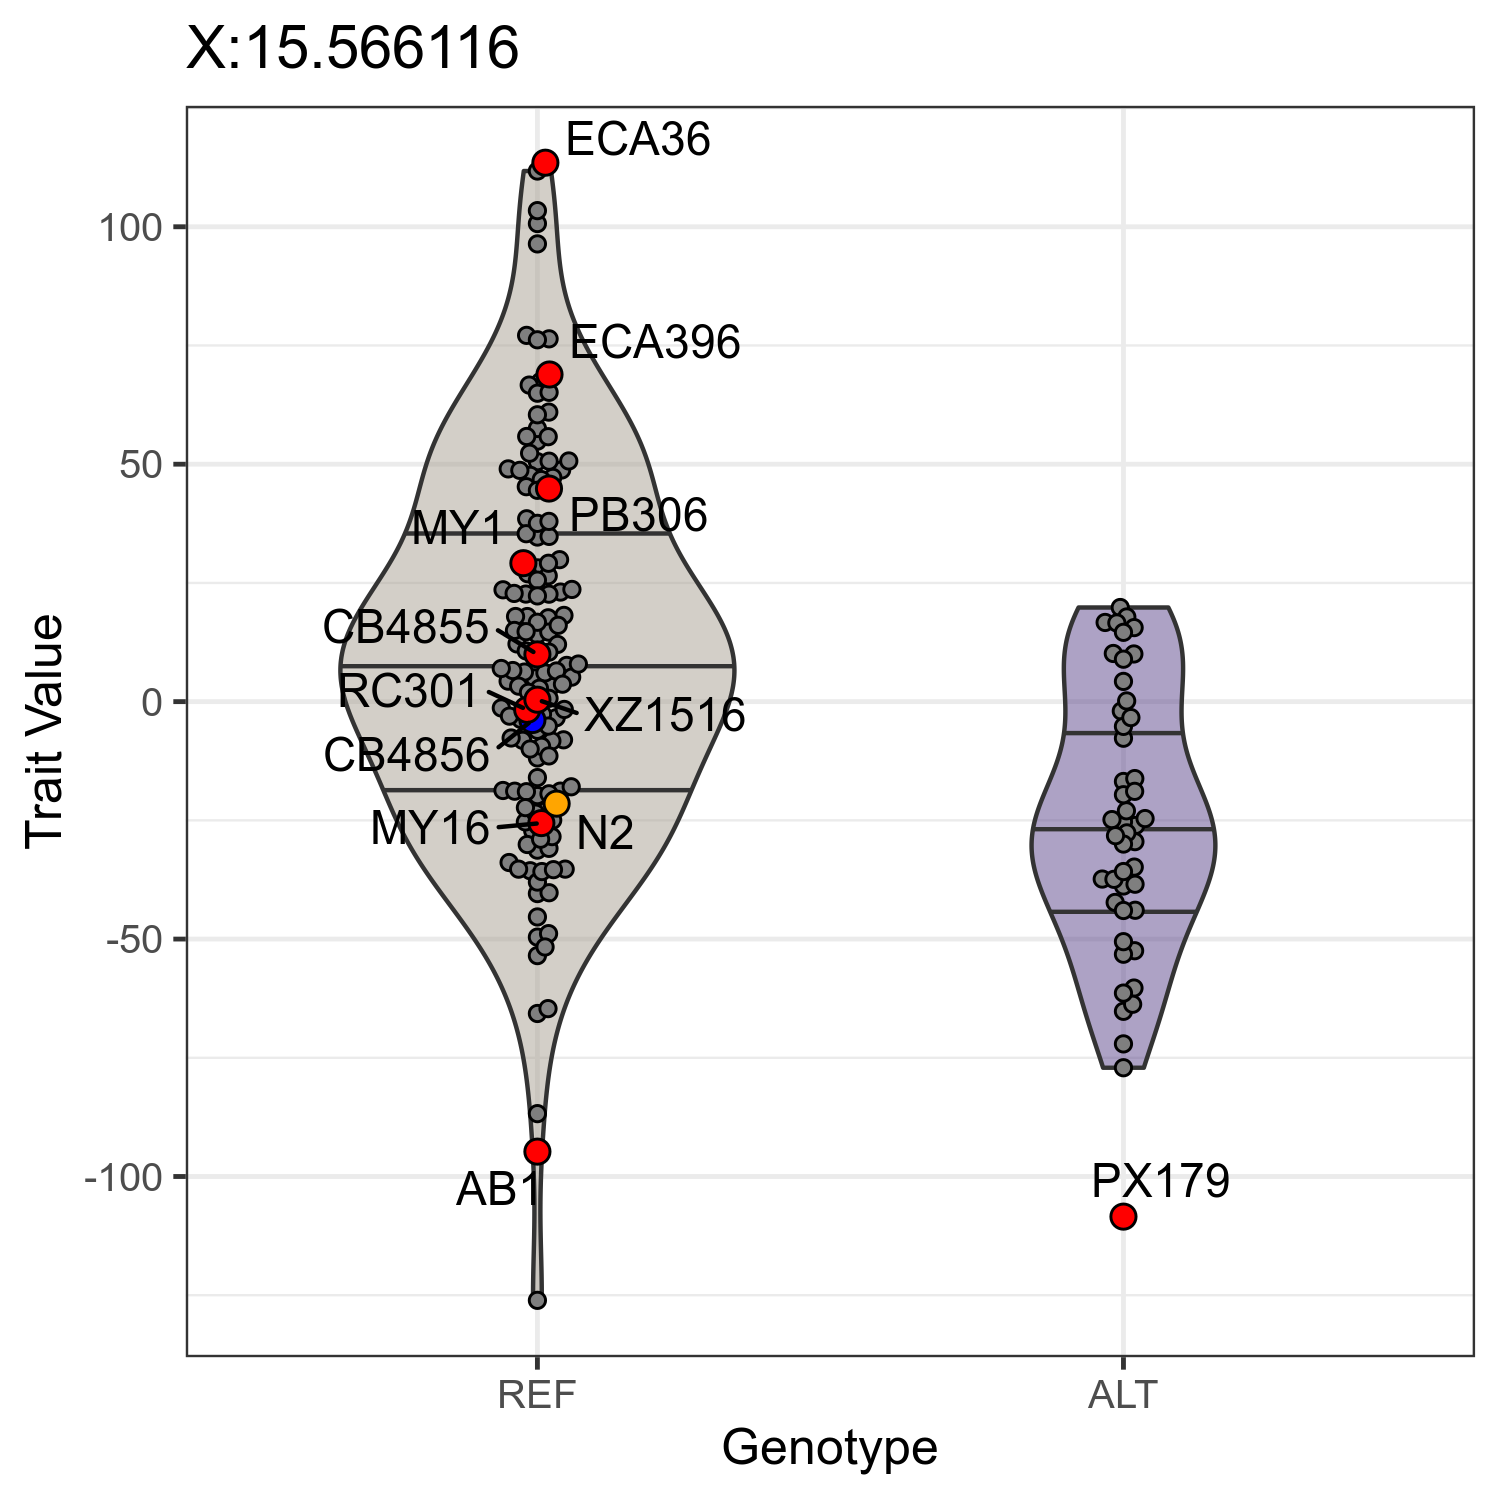 X:15.566116
ECA36
100
ECA396
50
PB306
MY1
CB4855
RC301
0
XZ1516
CB4856
MY16
N2
-50
-100
AB1
PX179
Trait Value
REF
ALT
Genotype